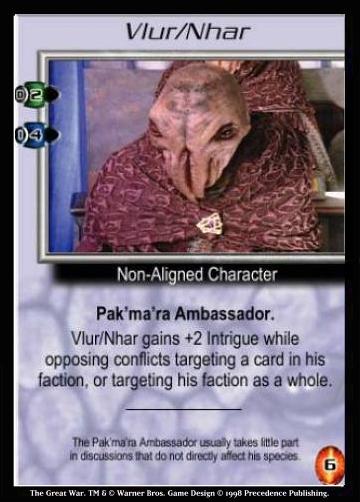 Vlur/Nhar
02
04
Non-Aligned Character
Pak'ma'ra Ambassador.
Vlur/Nhar gains +2 Intrigue while
opposing conflicts targeting a card in his
faction, or targeting his faction as a whole.
The Pak'ma'ra Ambassador usually takes little part
in discussions that do not directly affect his species.
6
The Great War. TM & © Warner Bros. Game Design © 1998 Precedence Publishing.